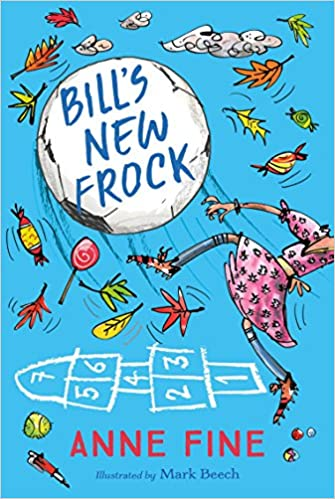 BILL'S
NEW
FROCK
7
6
5
4
3
2
1
ANNE FINE
Illustrated by Mark Beech